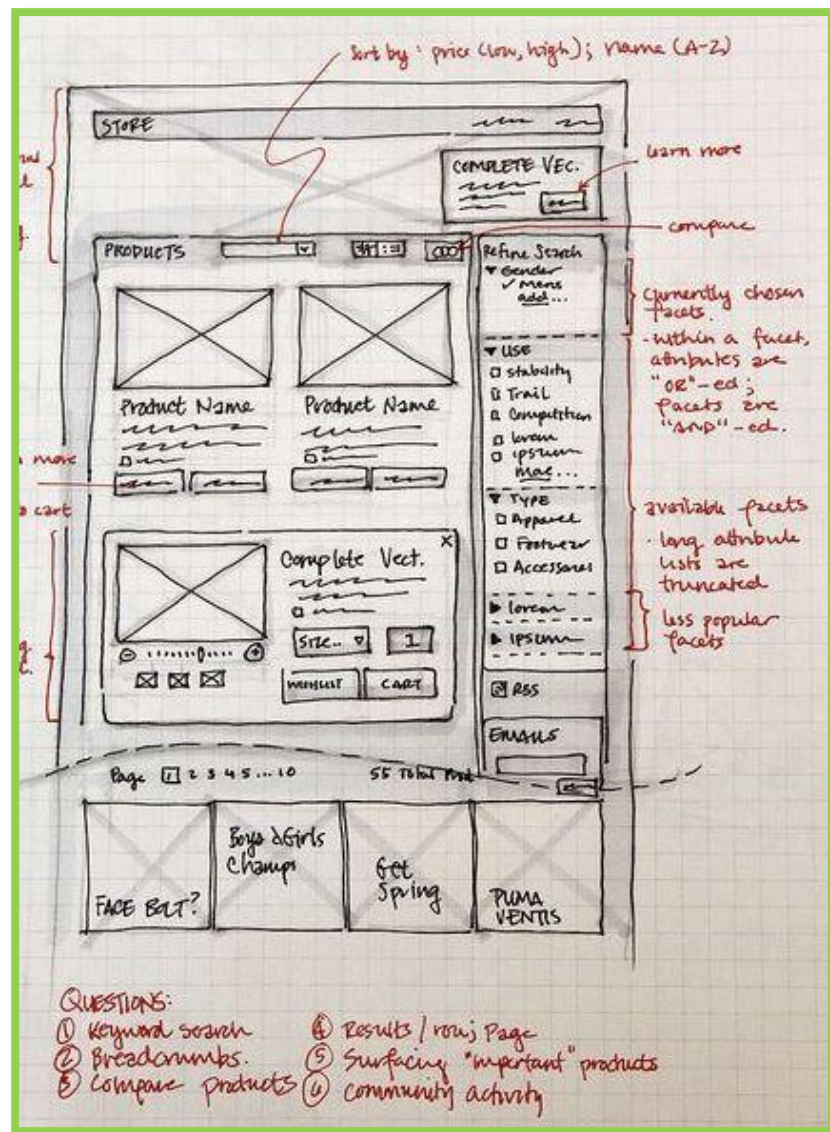 Sort by: price (low, high); name (A-Z)
STORE
COMPLETE VEC.
learn more
compare
PRODUCTS
Product Name
Product Name
more
cart
Complete Vect.
SIZE..
1
WISHLIST
CART
Page 1 2 3 4 5 ... 10
55 Total Prod
Refine Search
Gender
✓ Mens
add...
USE
Stability
Trail
Competition
lorem
ipsum
more...
TYPE
Apparel
Footwear
Accessories
lorem
ipsum
RSS
EMAILS
currently chosen
facets.
- within a facet,
attributes are
"OR"-ed;
facets are
"AND"-ed.
available facets
· long attribute
lists are
truncated
less popular
facets
FACE BOLT?
Boys & Girls
Champs
Get
Spring
PUMA
VENTIS
QUESTIONS:
① Keyword search
② Breadcrumbs.
③ Compare products
④ Results / row; page
⑤ Surfacing "important" products
⑥ community activity